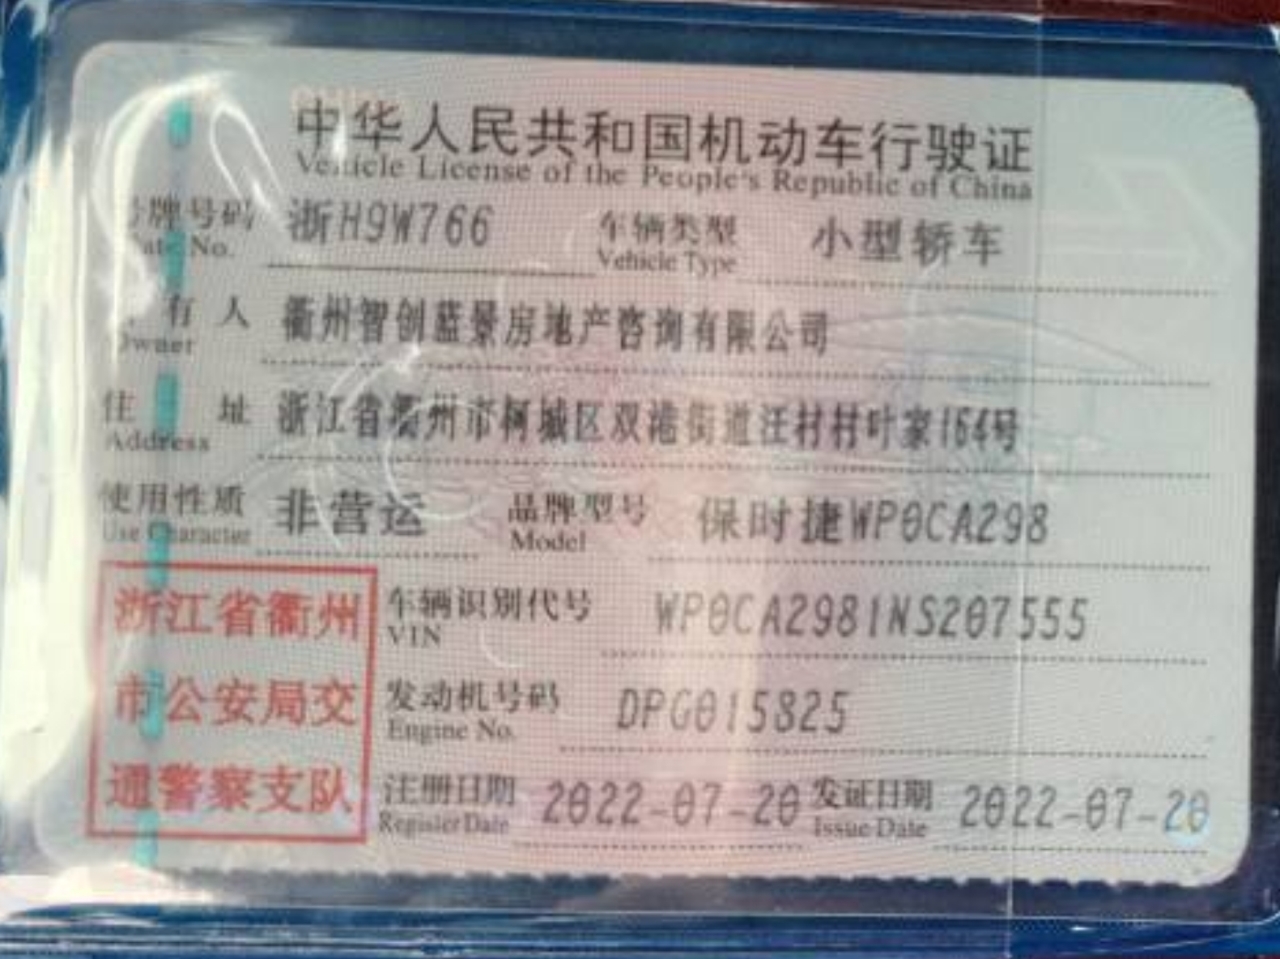 中华人民共和国机动车行驶证
Vehicle License of the People's Republic of China
号牌号码 浙H9W766 车辆类型 小型轿车
Plate No. Vehicle Type
有人 衢州智创蓝景房地产咨询有限公司
Owner
住址 浙江省衢州市柯城区双港街道汪村村叶家164号
Address
使用性质 非营运 品牌型号 保时捷WP0CA298
Use Character Model
浙江省衢州
市公安局交
通警察支队
车辆识别代号 WP0CA2981NS207555
VIN
发动机号码 DPG015825
Engine No.
注册日期 2022-07-20 发证日期 2022-07-20
Register Date Issue Date